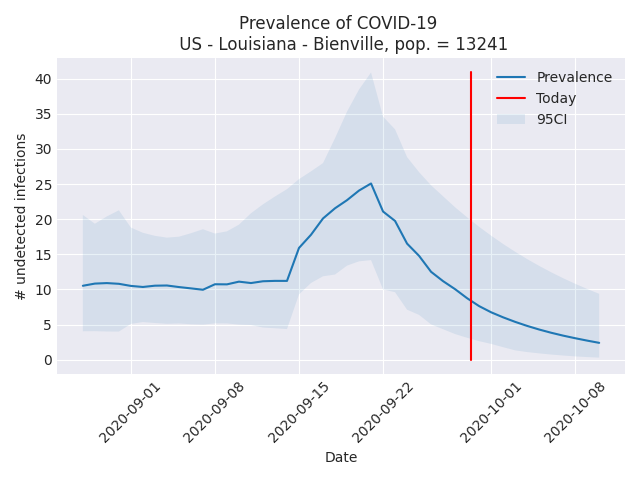 Prevalence of COVID-19
US - Louisiana - Bienville, pop. = 13241
Prevalence
Today
95CI
# undetected infections
40
35
30
25
20
15
10
5
0
2020-09-01
2020-09-08
2020-09-15
2020-09-22
2020-10-01
2020-10-08
Date